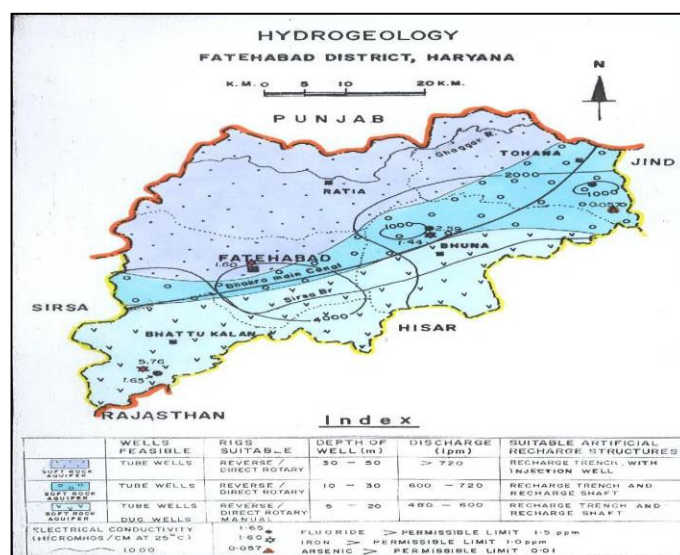 HYDROGEOLOGY
FATEHABAD DISTRICT, HARYANA
K.M. 0 5 10 20 K.M.
N
PUNJAB
Ghaggar R.
TOHANA
JIND
2000
RATIA
1000
0.057
1000
2.59
1.44
BHUNA
FATEHABAD
1.60
Bhakra main Canal
Sirsa Br
SIRSA
4000
HISAR
BHATTU KALAN
5.76
1.65
RAJASTHAN
Index
WELLS FEASIBLE RIGS SUITABLE DEPTH OF WELL (m) DISCHARGE (lpm) SUITABLE ARTIFICIAL RECHARGE STRUCTURES
SOFT ROCK AQUIFER TUBE WELLS REVERSE / DIRECT ROTARY 30 - 50 > 720 RECHARGE TRENCH, WITH INJECTION WELL
SOFT ROCK AQUIFER TUBE WELLS REVERSE / DIRECT ROTARY 10 - 30 600 - 720 RECHARGE TRENCH AND RECHARGE SHAFT
SOFT ROCK AQUIFER TUBE WELLS DUG WELLS REVERSE / DIRECT ROTARY MANUAL 5 - 20 480 - 600 RECHARGE TRENCH AND RECHARGE SHAFT
ELECTRICAL CONDUCTIVITY (MICROMHOS/CM AT 25°C)
1000
1.65 FLUORIDE > PERMISSIBLE LIMIT 1.5 ppm
1.60 IRON > PERMISSIBLE LIMIT 1.0 ppm
0.057 ARSENIC > PERMISSIBLE LIMIT 0.01